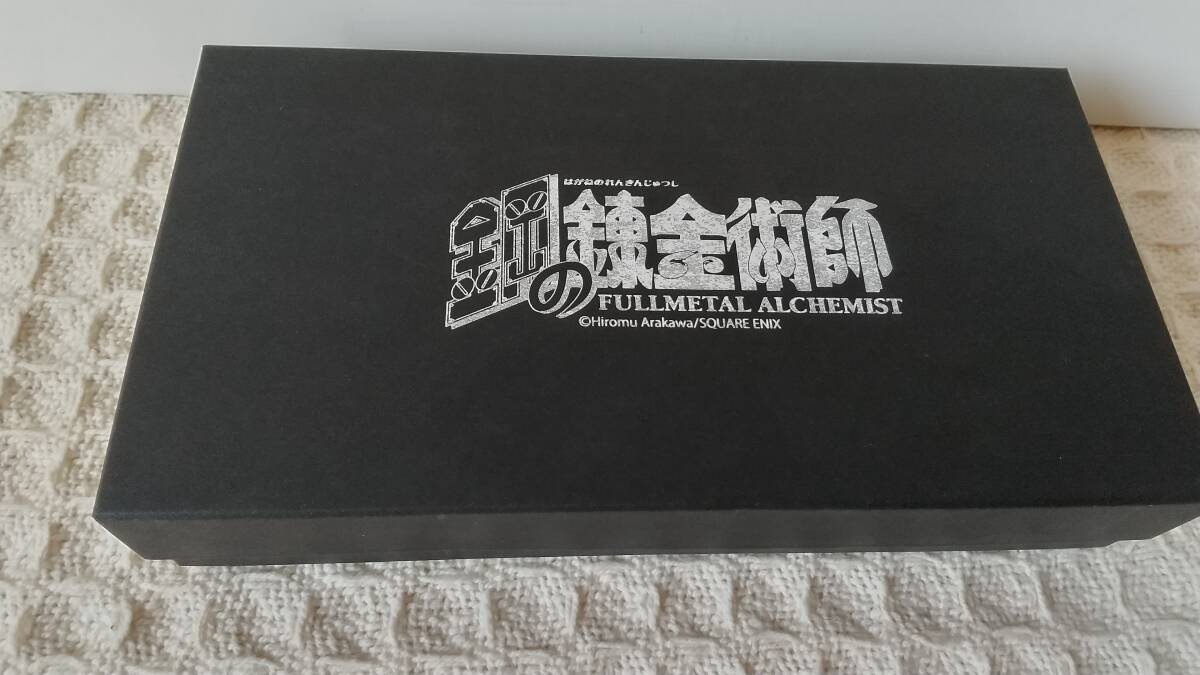 はがねのれんきんじゅつし
鋼の錬金術師
FULLMETAL ALCHEMIST
©Hiromu Arakawa/SQUARE ENIX